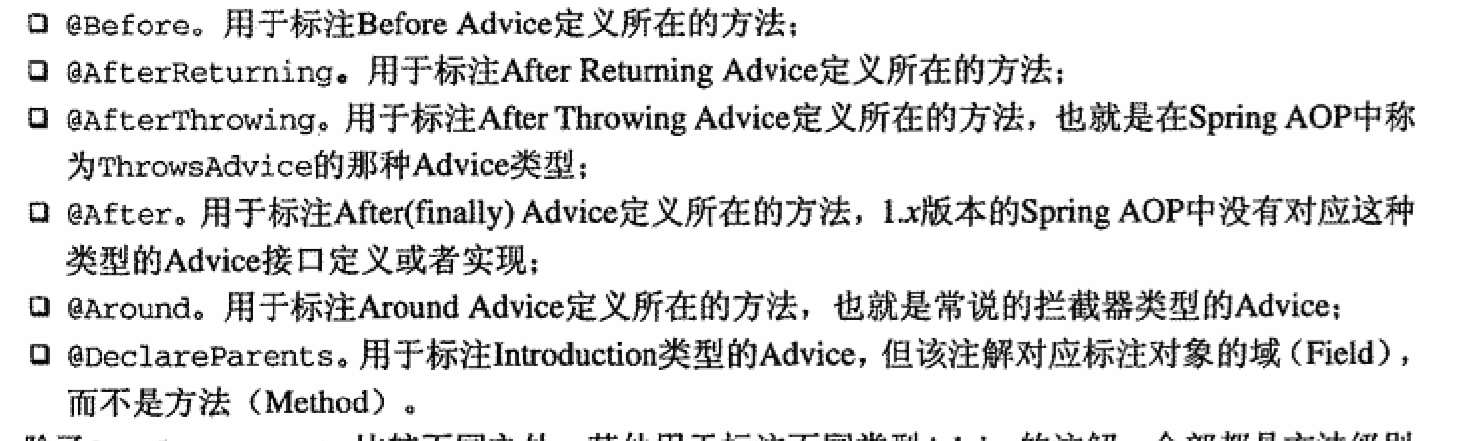 ❑ @Before。用于标注Before Advice定义所在的方法；
❑ @AfterReturning。用于标注After Returning Advice定义所在的方法；
❑ @AfterThrowing。用于标注After Throwing Advice定义所在的方法，也就是在Spring AOP中称
为ThrowsAdvice的那种Advice类型；
❑ @After。用于标注After(finally) Advice定义所在的方法，1.x版本的Spring AOP中没有对应这种
类型的Advice接口定义或者实现；
❑ @Around。用于标注Around Advice定义所在的方法，也就是常说的拦截器类型的Advice；
❑ @DeclareParents。用于标注Introduction类型的Advice，但该注解对应标注对象的域（Field），
而不是方法（Method）。